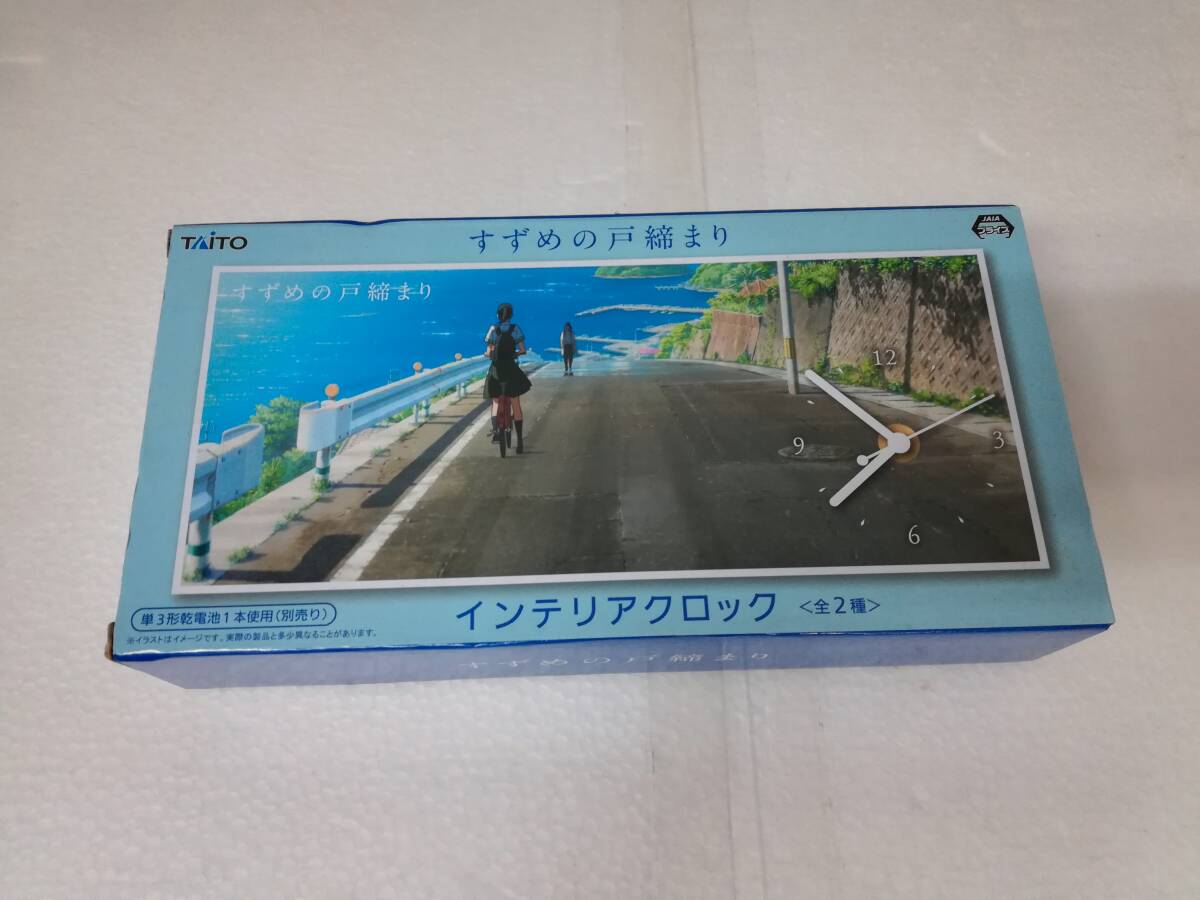 TAITO
すずめの戸締まり
JAIA
プライズ
すずめの戸締まり
12
9
3
6
単3形乾電池1本使用(別売り)
インテリアクロック <全2種>
※イラストはイメージです。実際の製品と多少異なることがあります。
すずめの戸締まり